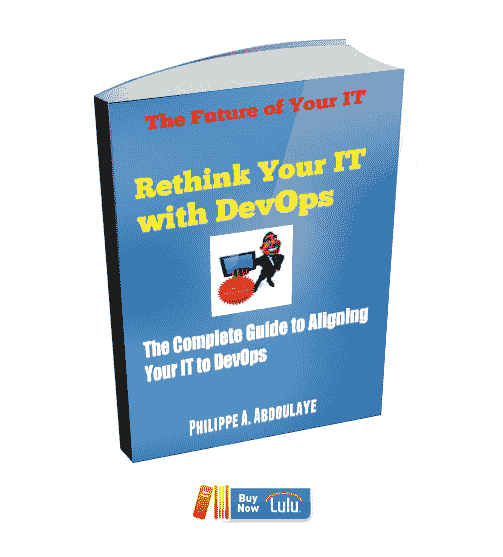 The Future of Your IT
Rethink Your IT
with DevOps
The Complete Guide to Aligning
Your IT to DevOps
Philippe A. Abdoulaye
Buy
Now
Lulu